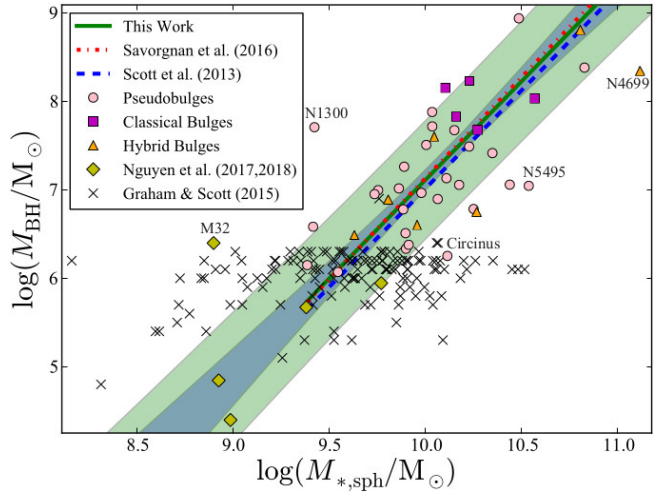 9
8
7
6
5
log(M_BH/M_⊙)
This Work
Savorgnan et al. (2016)
Scott et al. (2013)
Pseudobulges
Classical Bulges
Hybrid Bulges
Nguyen et al. (2017,2018)
Graham & Scott (2015)
N1300
N4699
N5495
M32
Circinus
8.5 9.0 9.5 10.0 10.5 11.0
log(M_*,sph/M_⊙)